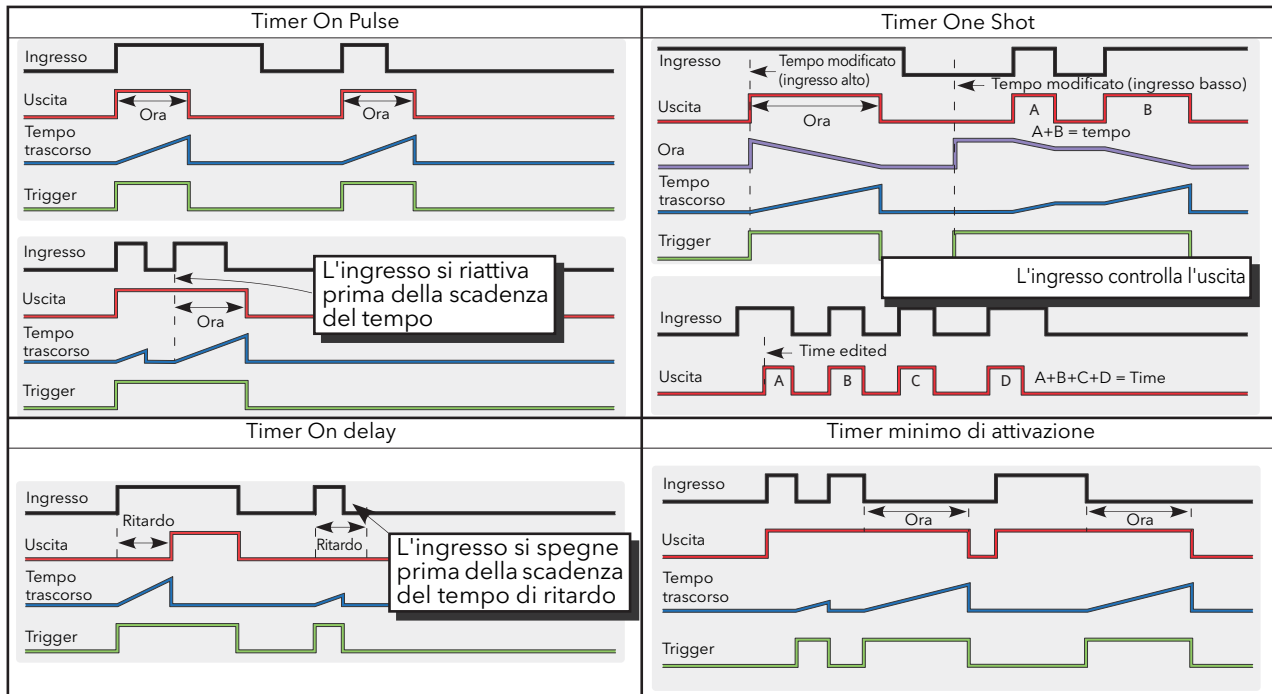 Timer On Pulse
Ingresso
Uscita
Ora
Ora
Tempo
trascorso
Trigger
Ingresso
L'ingresso si riattiva
prima della scadenza
del tempo
Uscita
Ora
Tempo
trascorso
Trigger
Timer One Shot
Ingresso
Tempo modificato
(ingresso alto)
Tempo modificato (ingresso basso)
Uscita
Ora
A
B
A+B = tempo
Ora
Tempo
trascorso
Trigger
L'ingresso controlla l'uscita
Ingresso
Time edited
Uscita
A
B
C
D
A+B+C+D = Time
Timer On delay
Ingresso
Ritardo
Ritardo
Uscita
L'ingresso si spegne
prima della scadenza
del tempo di ritardo
Tempo
trascorso
Trigger
Timer minimo di attivazione
Ingresso
Ora
Ora
Uscita
Tempo
trascorso
Trigger